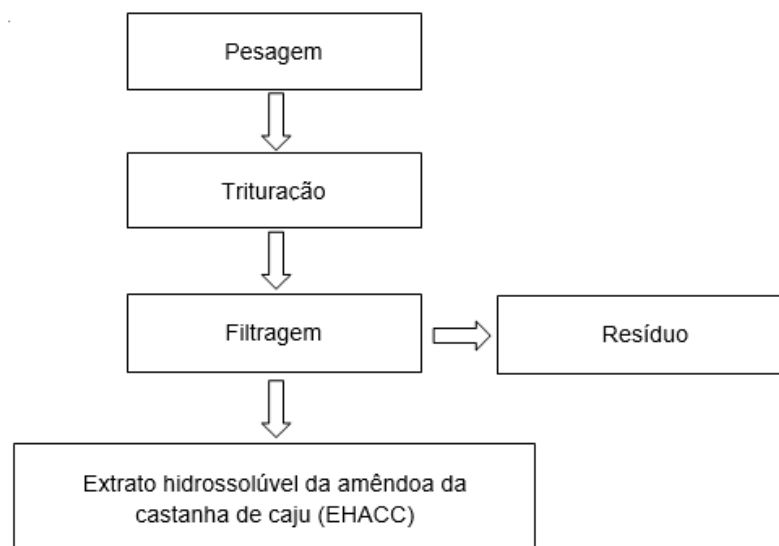 Pesagem
Trituração
Filtragem
Resíduo
Extrato hidrossolúvel da amêndoa da
castanha de caju (EHACC)